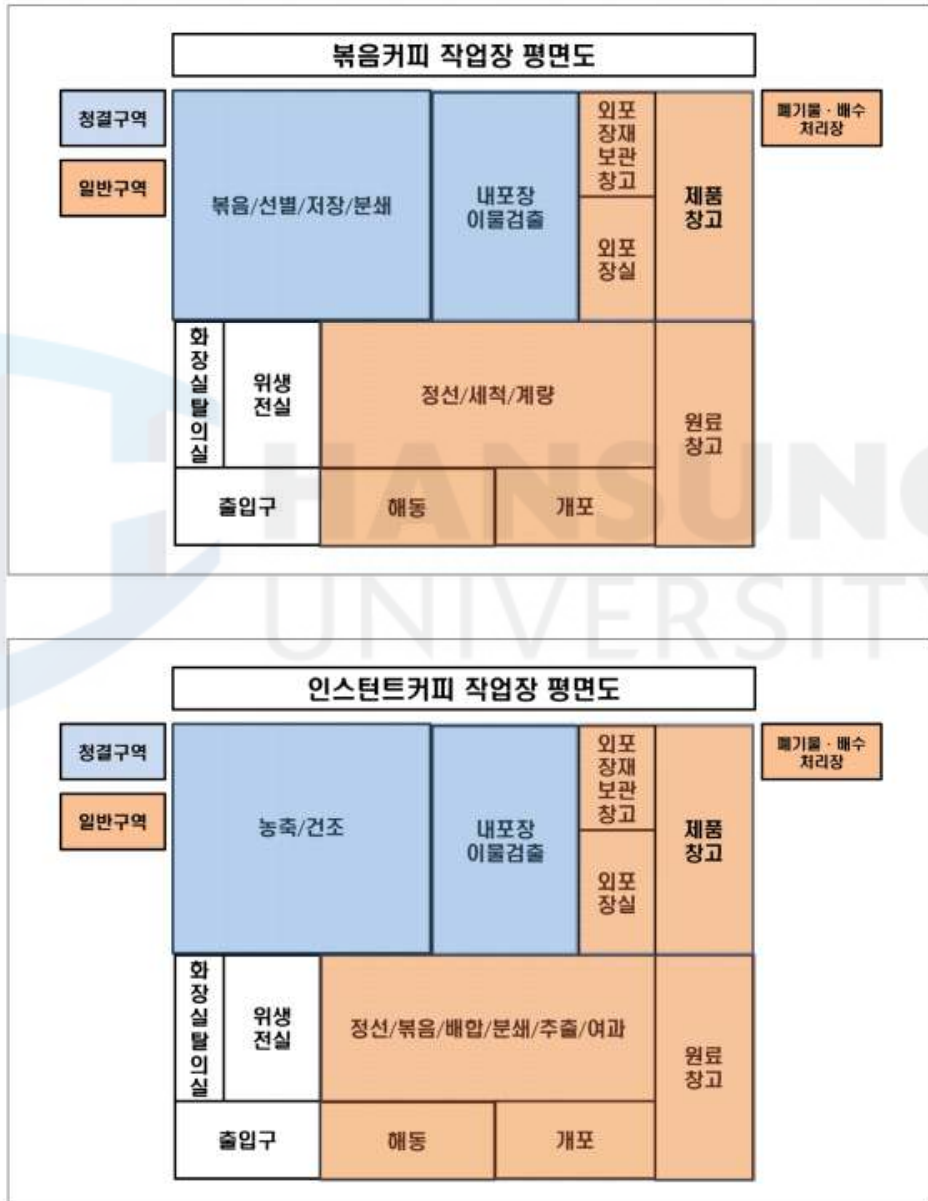 볶음커피 작업장 평면도
청결구역
일반구역
볶음/선별/저장/분쇄
내포장
이물검출
외포
장재
보관
창고
외포
장실
제품
창고
폐기물 · 배수
처리장
화
장
실
탈
의
실
위생
전실
정선/세척/계량
원료
창고
출입구
해동
개포
HANSUNG
UNIVERSITY
인스턴트커피 작업장 평면도
청결구역
일반구역
농축/건조
내포장
이물검출
외포
장재
보관
창고
외포
장실
제품
창고
폐기물 · 배수
처리장
화
장
실
탈
의
실
위생
전실
정선/볶음/배합/분쇄/추출/여과
원료
창고
출입구
해동
개포